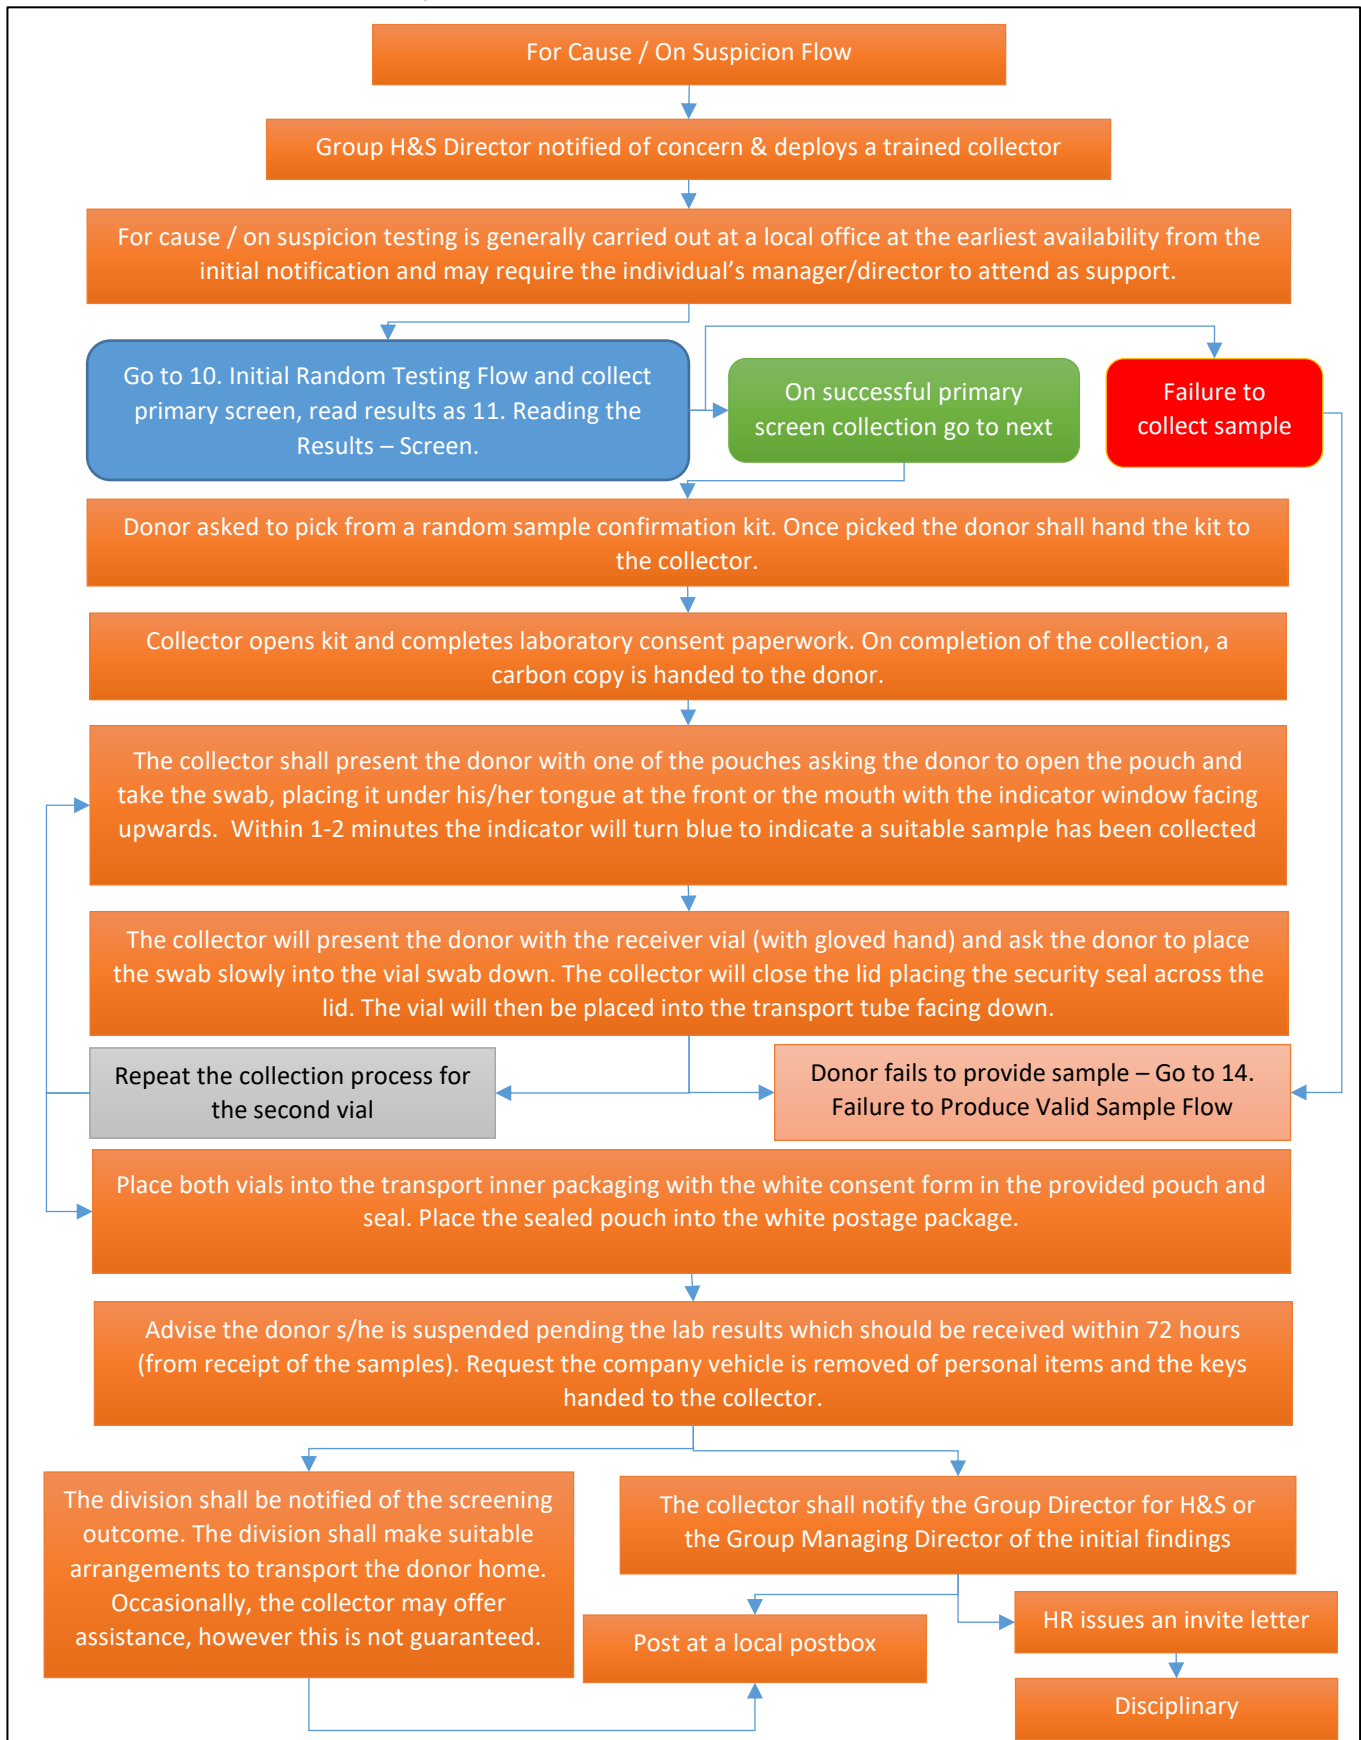 For Cause / On Suspicion Flow
Group H&S Director notified of concern & deploys a trained collector
For cause / on suspicion testing is generally carried out at a local office at the earliest availability from the
initial notification and may require the individual’s manager/director to attend as support.
Go to 10. Initial Random Testing Flow and collect
primary screen, read results as 11. Reading the
Results – Screen.
On successful primary
screen collection go to next
Failure to
collect sample
Donor asked to pick from a random sample confirmation kit. Once picked the donor shall hand the kit to
the collector.
Collector opens kit and completes laboratory consent paperwork. On completion of the collection, a
carbon copy is handed to the donor.
The collector shall present the donor with one of the pouches asking the donor to open the pouch and
take the swab, placing it under his/her tongue at the front or the mouth with the indicator window facing
upwards.  Within 1-2 minutes the indicator will turn blue to indicate a suitable sample has been collected
The collector will present the donor with the receiver vial (with gloved hand) and ask the donor to place
the swab slowly into the vial swab down. The collector will close the lid placing the security seal across the
lid. The vial will then be placed into the transport tube facing down.
Repeat the collection process for
the second vial
Donor fails to provide sample – Go to 14.
Failure to Produce Valid Sample Flow
Place both vials into the transport inner packaging with the white consent form in the provided pouch and
seal. Place the sealed pouch into the white postage package.
Advise the donor s/he is suspended pending the lab results which should be received within 72 hours
(from receipt of the samples). Request the company vehicle is removed of personal items and the keys
handed to the collector.
The division shall be notified of the screening
outcome. The division shall make suitable
arrangements to transport the donor home.
Occasionally, the collector may offer
assistance, however this is not guaranteed.
The collector shall notify the Group Director for H&S or
the Group Managing Director of the initial findings
Post at a local postbox
HR issues an invite letter
Disciplinary